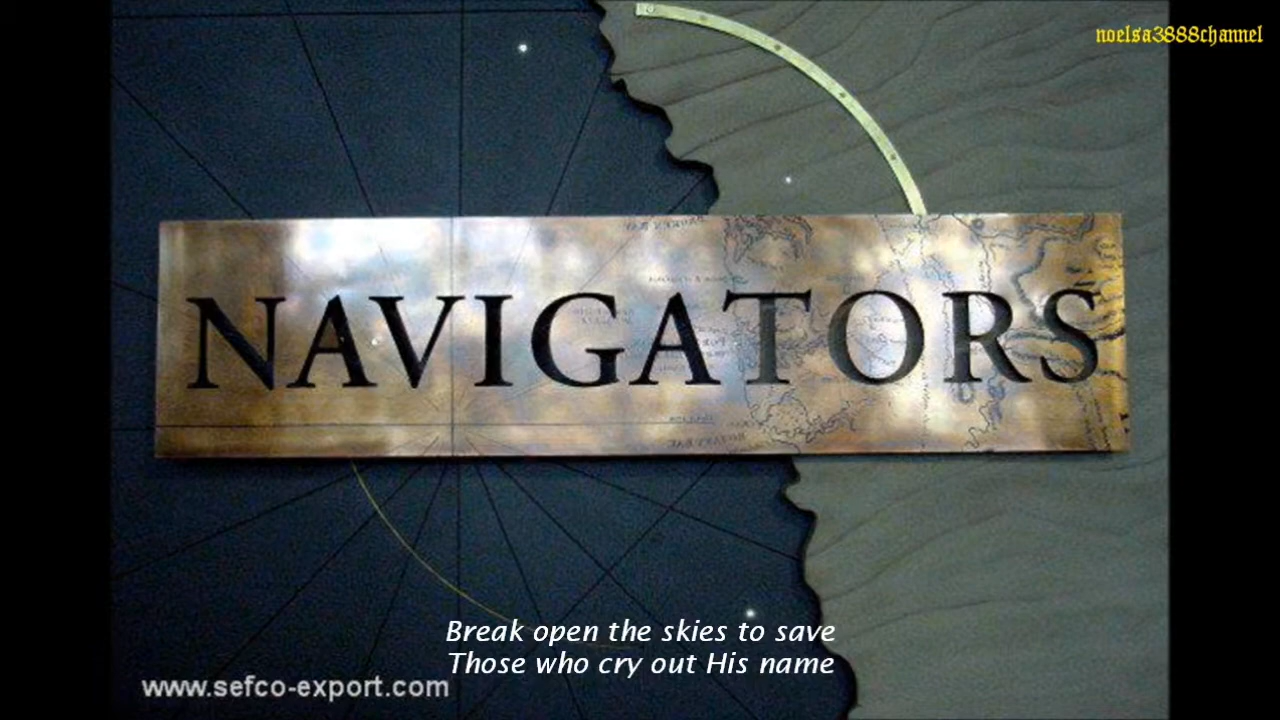 noelsa3888channel
NAVIGATORS
Break open the skies to save
Those who cry out His name
www.sefco-export.com